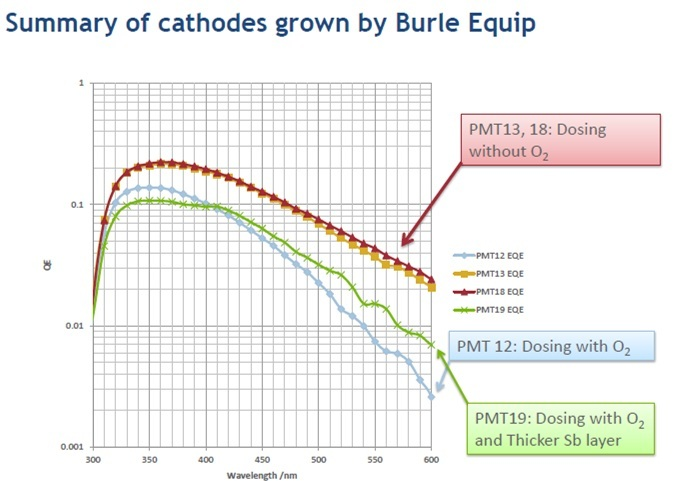 Summary of cathodes grown by Burle Equip
1
0.1
0.01
0.001
QE
300
350
400
450
500
550
600
Wavelength /nm
PMT12 EQE
PMT13 EQE
PMT18 EQE
PMT19 EQE
PMT13, 18: Dosing
without O₂
PMT 12: Dosing with O₂
PMT19: Dosing with O₂
and Thicker Sb layer